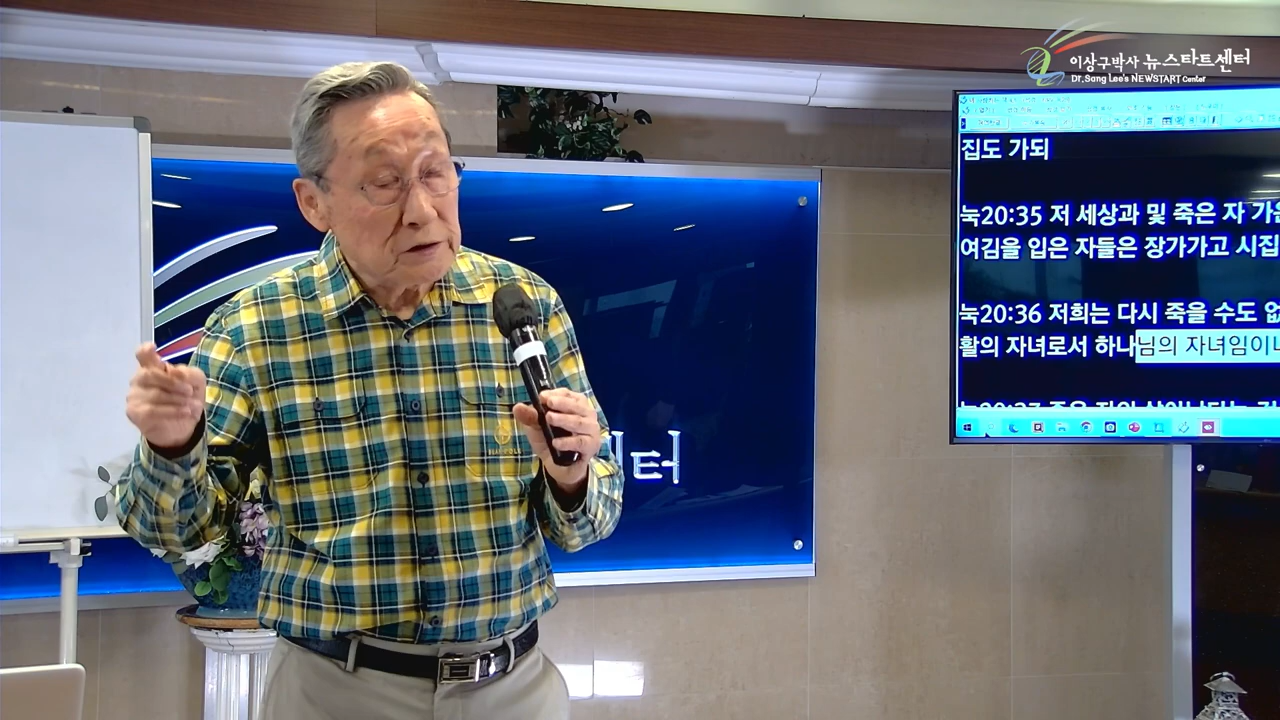 이상구박사 뉴스타트센터
Dr.Sang Lee's NEWSTART Center
집도 가되
눅20:35 저 세상과 및 죽은 자 가운
여김을 입은 자들은 장가가고 시집
눅20:36 저희는 다시 죽을 수도 없
활의 자녀로서 하나님의 자녀임이니
센터